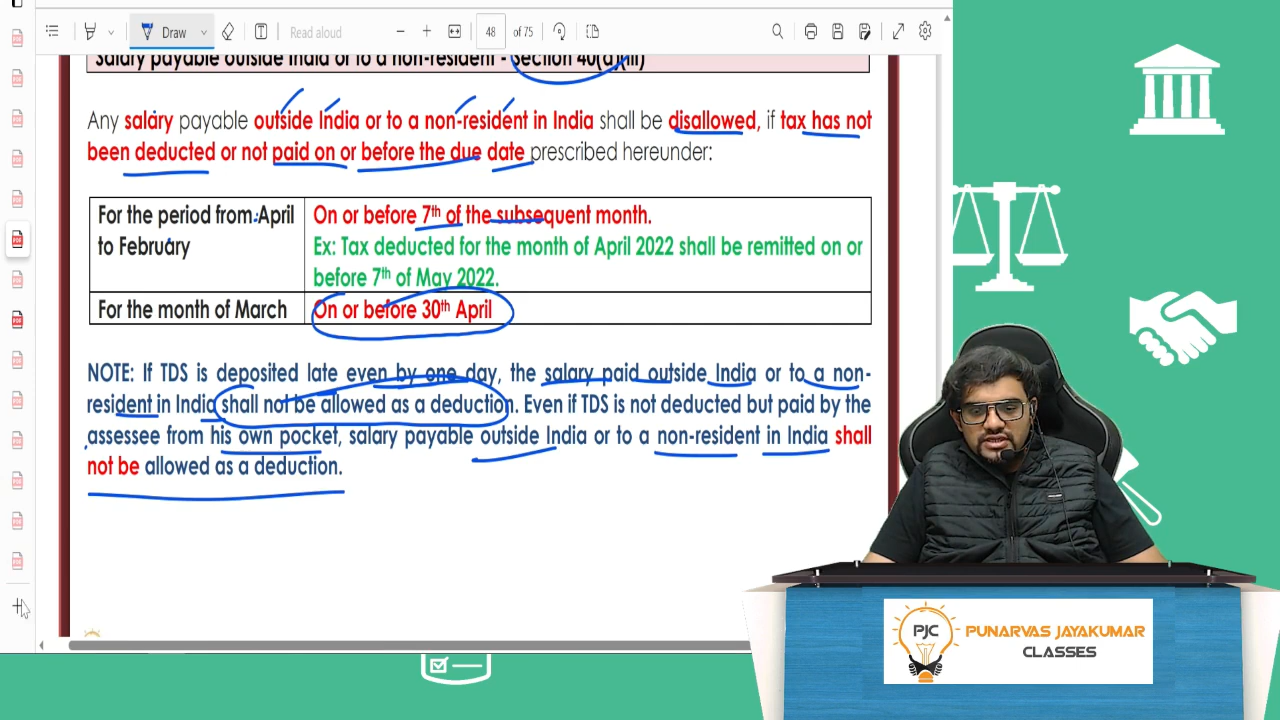 Draw
Read aloud
48 of 75
Salary payable outside India or to a non-resident - Section 40(a)(iii)
Any salary payable outside India or to a non-resident in India shall be disallowed, if tax has not
been deducted or not paid on or before the due date prescribed hereunder:
For the period from April
to February
On or before 7th of the subsequent month.
Ex: Tax deducted for the month of April 2022 shall be remitted on or
before 7th of May 2022.
For the month of March
On or before 30th April
NOTE: If TDS is deposited late even by one day, the salary paid outside India or to a non-
resident in India shall not be allowed as a deduction. Even if TDS is not deducted but paid by the
assessee from his own pocket, salary payable outside India or to a non-resident in India shall
not be allowed as a deduction.
PJC
PUNARVAS JAYAKUMAR
CLASSES